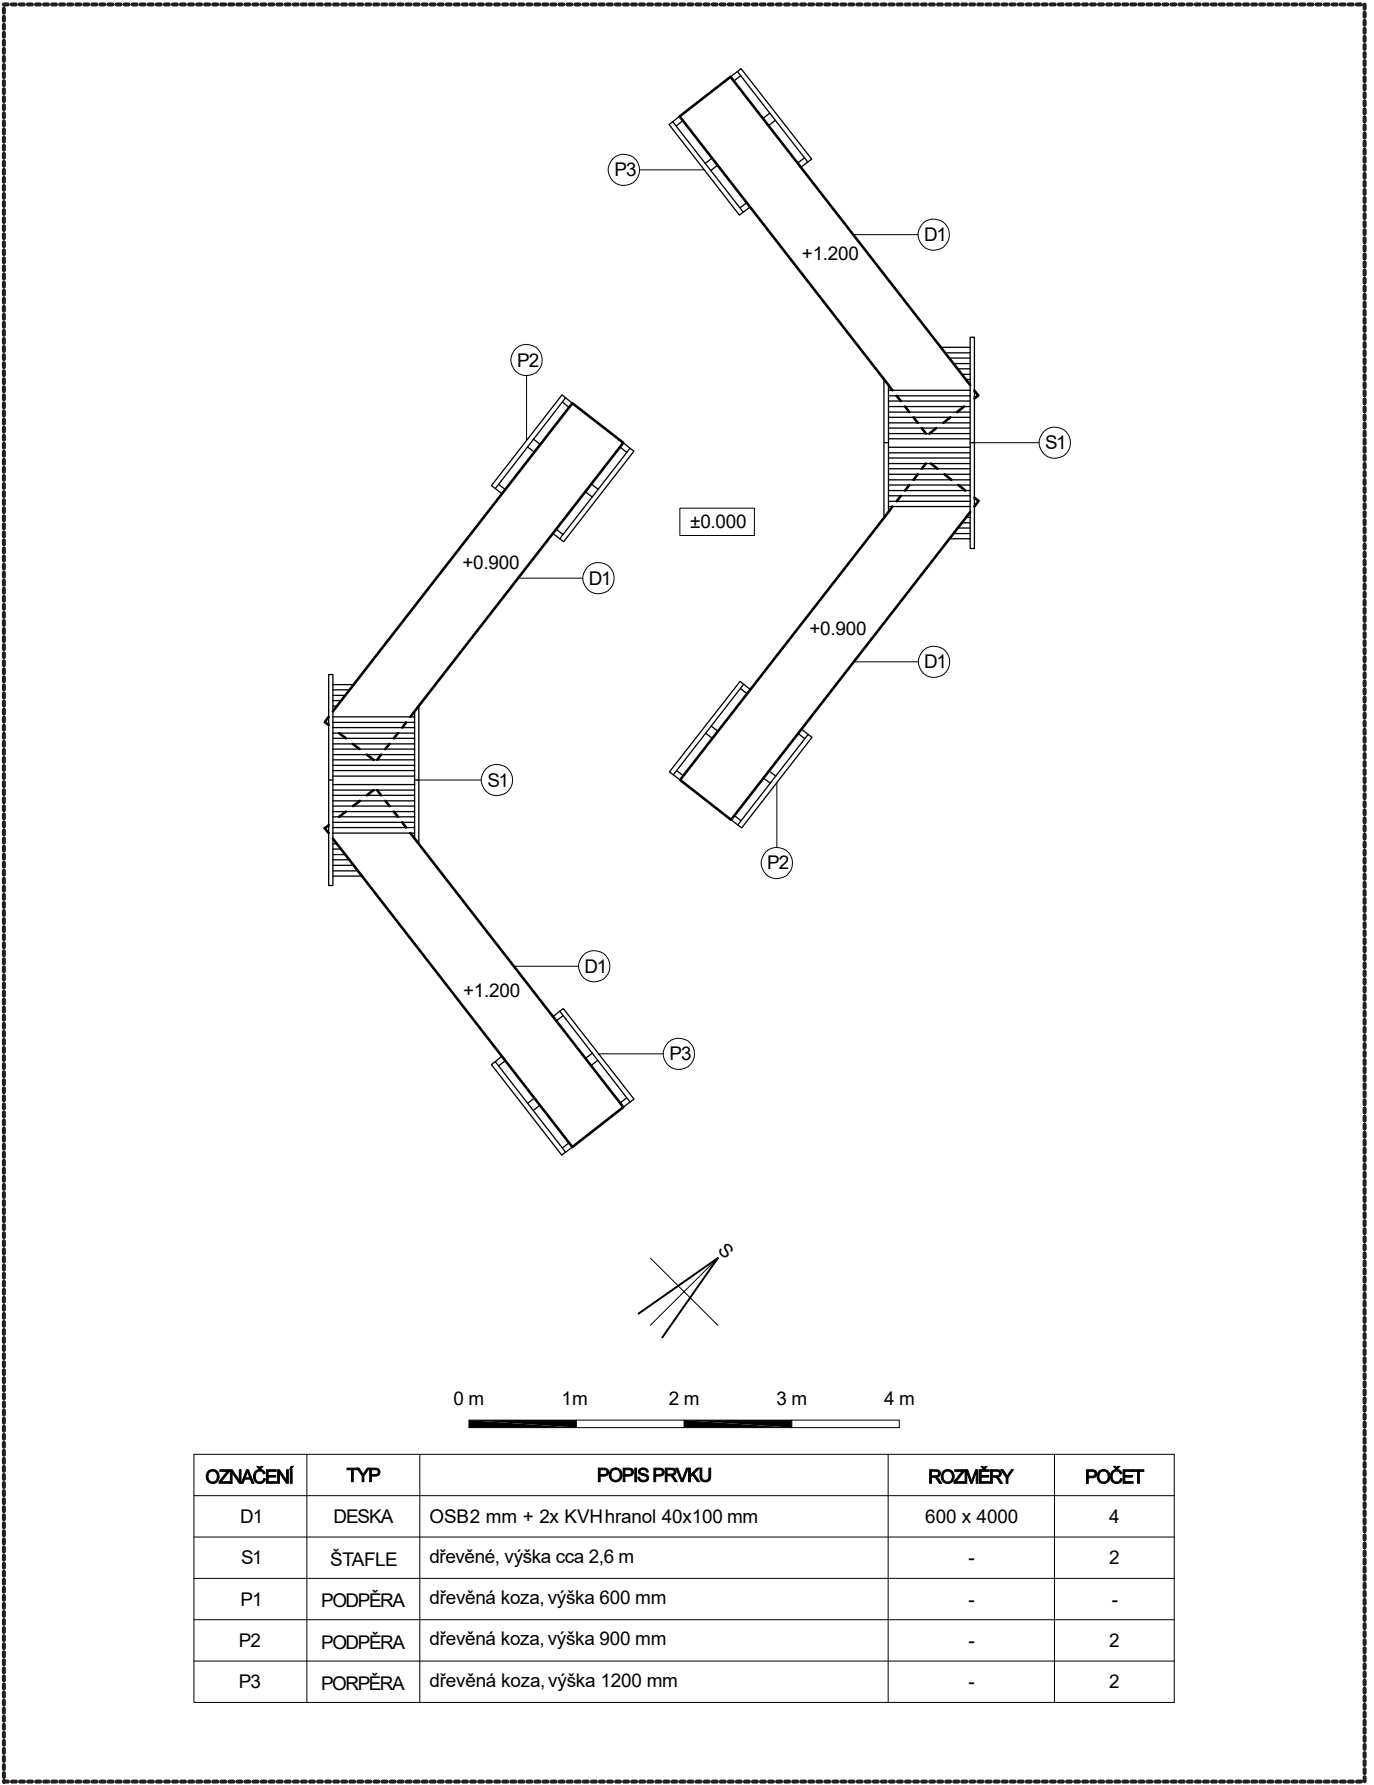 P3
D1
+1.200
P2
S1
±0.000
+0.900
D1
+0.900
D1
S1
P2
D1
+1.200
P3
S
0 m 1m 2 m 3 m 4 m
OZNAČENÍ TYP POPIS PRVKU ROZMĚRY POČET
D1 DESKA OSB2 mm + 2x KVHhranol 40x100 mm 600 x 4000 4
S1 ŠTAFLE dřevěné, výška cca 2,6 m - 2
P1 PODPĚRA dřevěná koza, výška 600 mm - -
P2 PODPĚRA dřevěná koza, výška 900 mm - 2
P3 PORPĚRA dřevěná koza, výška 1200 mm - 2